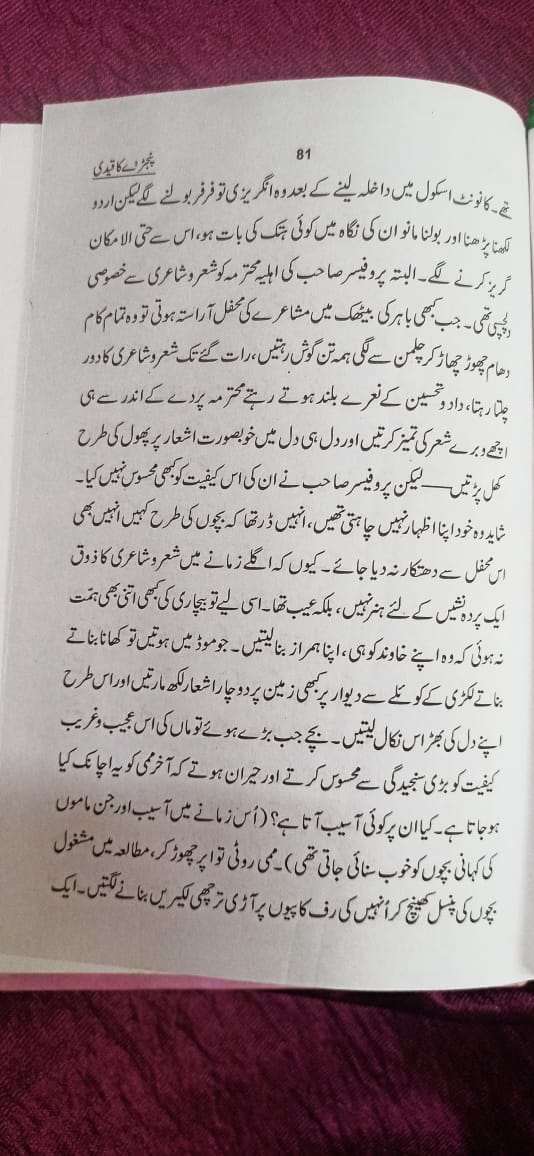 81
پنجڑاے کا قیدی
تھے۔ کانونٹ اسکول میں داخلہ لینے کے بعد وہ انگریزی تو فرفر بولنے لگے لیکن اردو
لکھنا پڑھنا اور بولنا مانو ان کی نگاہ میں کوئی ہتک کی بات ہو، اس سے حتی الامکان
گریز کرنے لگے۔ البتہ پروفیسر صاحب کی اہلیہ محترمہ کو شعر و شاعری سے خصوصی
دلچسپی تھی۔ جب کبھی باہر کی بیٹھک میں مشاعرے کی محفل آراستہ ہوتی تو وہ تمام کام
دھام چھوڑ چھاڑ کر چلمن سے لگی ہمہ تن گوش رہتیں، رات گئے تک شعر و شاعری کا دور
چلتا رہتا، داد و تحسین کے نعرے بلند ہوتے رہتے محترمہ پردے کے اندر سے ہی
اچھے و برے شعر کی تمیز کرتیں اور دل ہی دل میں خوبصورت اشعار پر پھول کی طرح
کھل پڑتیں —— لیکن پروفیسر صاحب نے ان کی اس کیفیت کو کبھی محسوس نہیں کیا۔
شاید وہ خود اپنا اظہار نہیں چاہتی تھیں، انہیں ڈر تھا کہ بچوں کی طرح کہیں انہیں بھی
اس محفل سے دھتکار نہ دیا جائے۔ کیوں کہ اگلے زمانے میں شعر و شاعری کا ذوق
ایک پردہ نشیں کے لئے ہنر نہیں، بلکہ عیب تھا۔ اسی لیے تو بیچاری کی کبھی اتنی بھی ہمّت
نہ ہوئی کہ وہ اپنے خاوند کو ہی، اپنا ہمراز بنا لیتیں۔ جو موڈ میں ہوتیں تو کھانا بناتے
بناتے لکڑی کے کوئلے سے دیوار پر کبھی زمین پر دو چار اشعار لکھ مارتیں اور اس طرح
اپنے دل کی بھڑاس نکال لیتیں۔ بچے جب بڑے ہوئے تو ماں کی اس عجیب و غریب
کیفیت کو بڑی سنجیدگی سے محسوس کرتے اور حیران ہوتے کہ آخر ممی کو یہ اچانک کیا
ہو جاتا ہے۔ کیا ان پر کوئی آسیب آتا ہے؟ (اُس زمانے میں آسیب اور جن ماموں
کی کہانی بچوں کو خوب سنائی جاتی تھی)۔ ممی روٹی توا پر چھوڑ کر، مطالعہ میں مشغول
بچوں کی پنسل کھینچ کر اُنہیں کی رف کاپیوں پر آڑی ترچھی لکیریں بنانے لگتیں۔ ایک